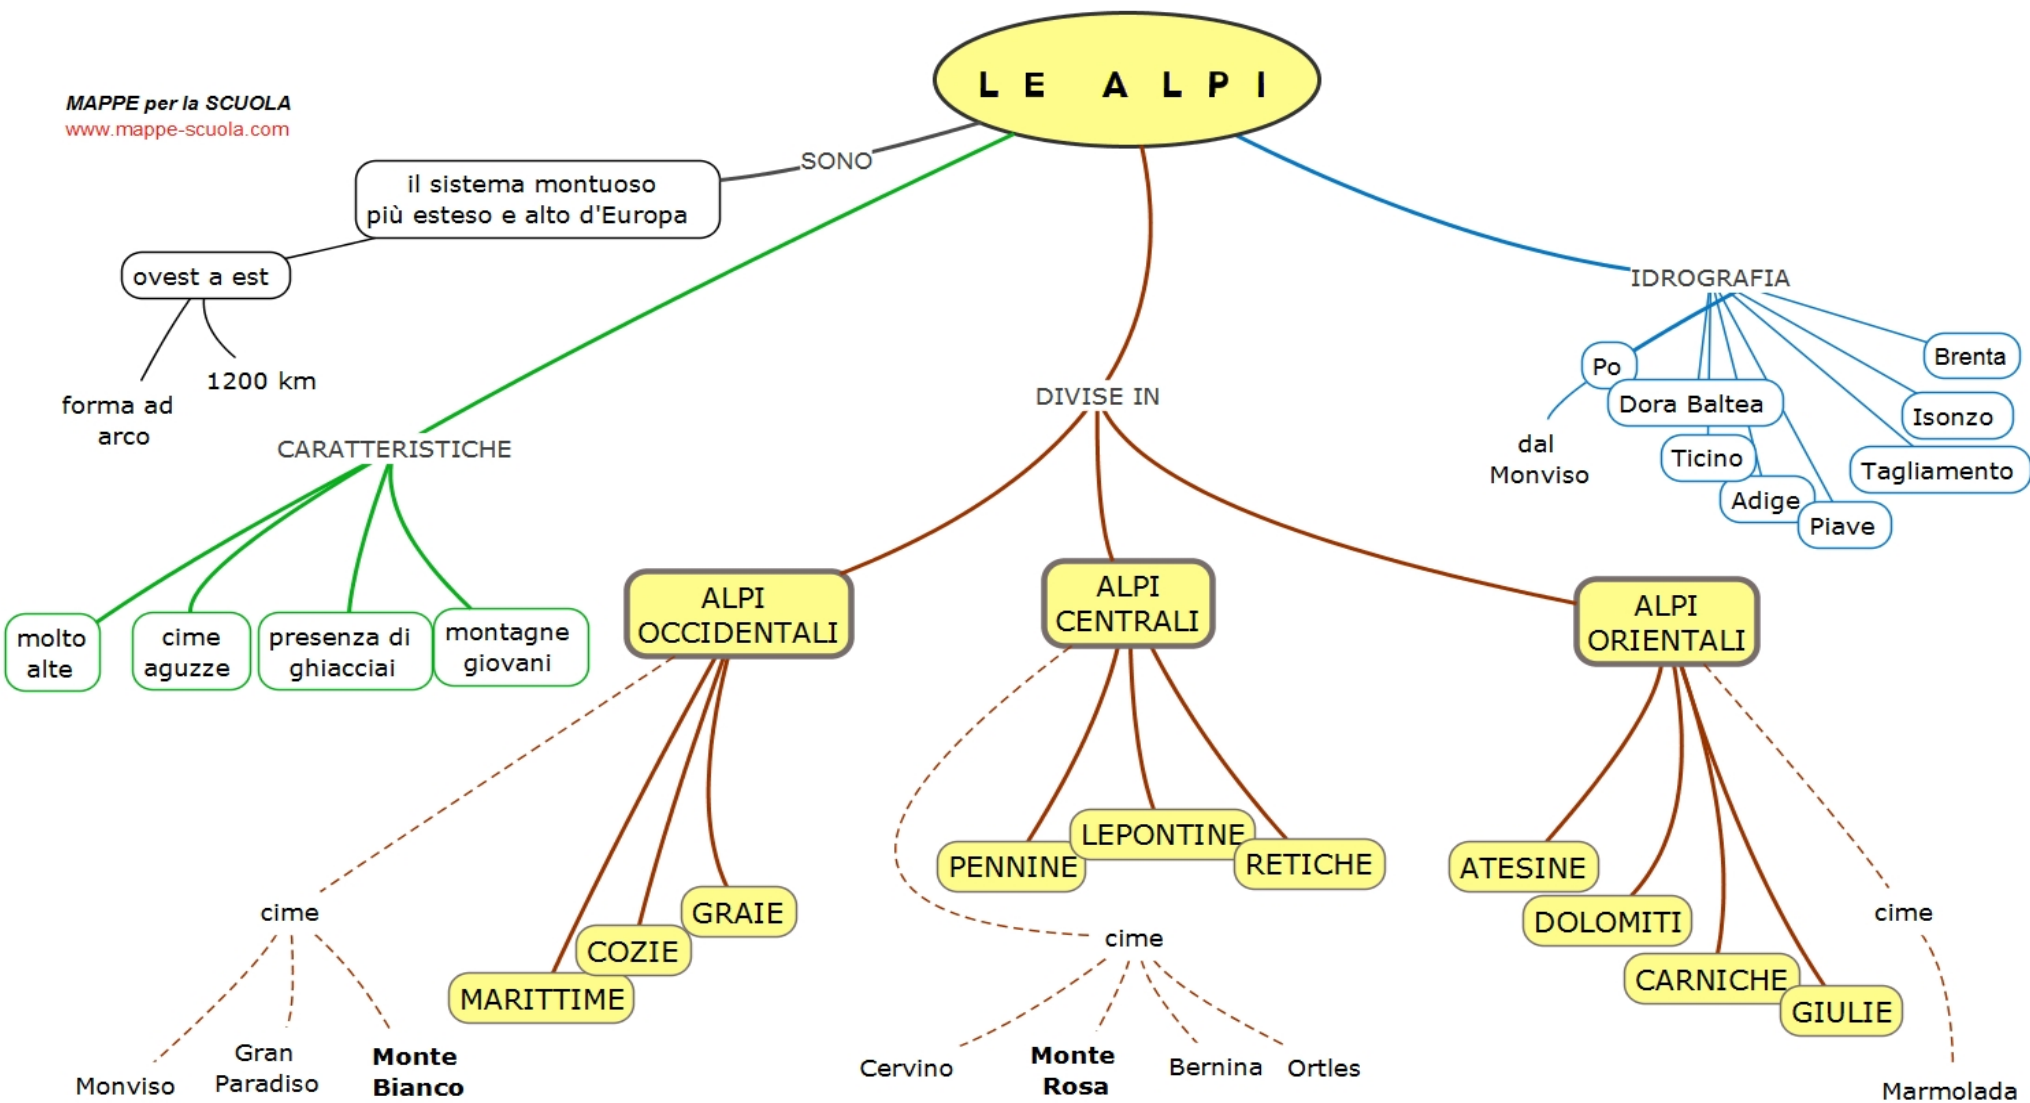 LE ALPI
MAPPE per la SCUOLA
www.mappe-scuola.com
SONO
il sistema montuoso
più esteso e alto d'Europa
ovest a est
forma ad
arco
1200 km
CARATTERISTICHE
molto
alte
cime
aguzze
presenza di
ghiacciai
montagne
giovani
DIVISE IN
ALPI
OCCIDENTALI
MARITTIME
COZIE
GRAIE
cime
Monviso
Gran
Paradiso
Monte
Bianco
ALPI
CENTRALI
PENNINE
LEPONTINE
RETICHE
cime
Cervino
Monte
Rosa
Bernina
Ortles
ALPI
ORIENTALI
ATESINE
DOLOMITI
CARNICHE
GIULIE
cime
Marmolada
IDROGRAFIA
Po
dal
Monviso
Dora Baltea
Ticino
Adige
Piave
Tagliamento
Isonzo
Brenta